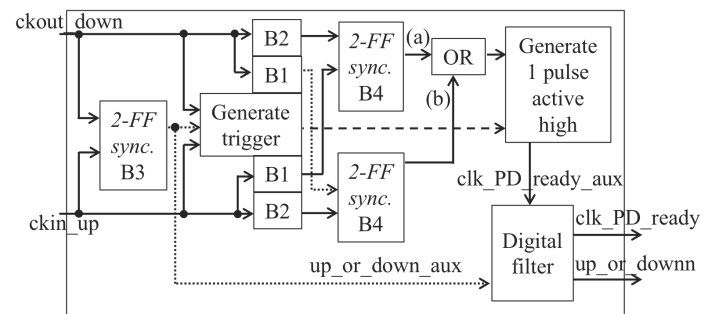 ckout_down
B2
B1
2-FF
sync.
B4
(a)
OR
(b)
Generate
1 pulse
active
high
2-FF
sync.
B3
Generate
trigger
B1
B2
2-FF
sync.
B4
ckin_up
clk_PD_ready_aux
clk_PD_ready
Digital
filter
up_or_downn
up_or_down_aux